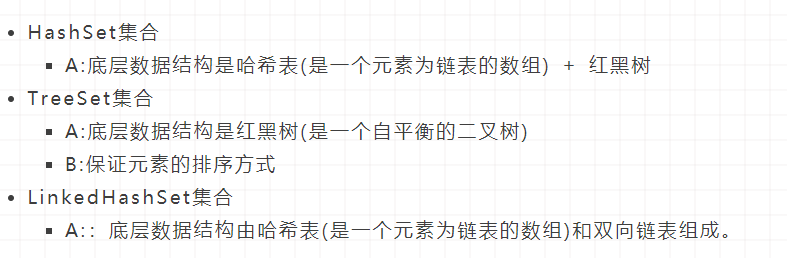 HashSet集合
A:底层数据结构是哈希表(是一个元素为链表的数组) + 红黑树
TreeSet集合
A:底层数据结构是红黑树(是一个自平衡的二叉树)
B:保证元素的排序方式
LinkedHashSet集合
A:：底层数据结构由哈希表(是一个元素为链表的数组)和双向链表组成。